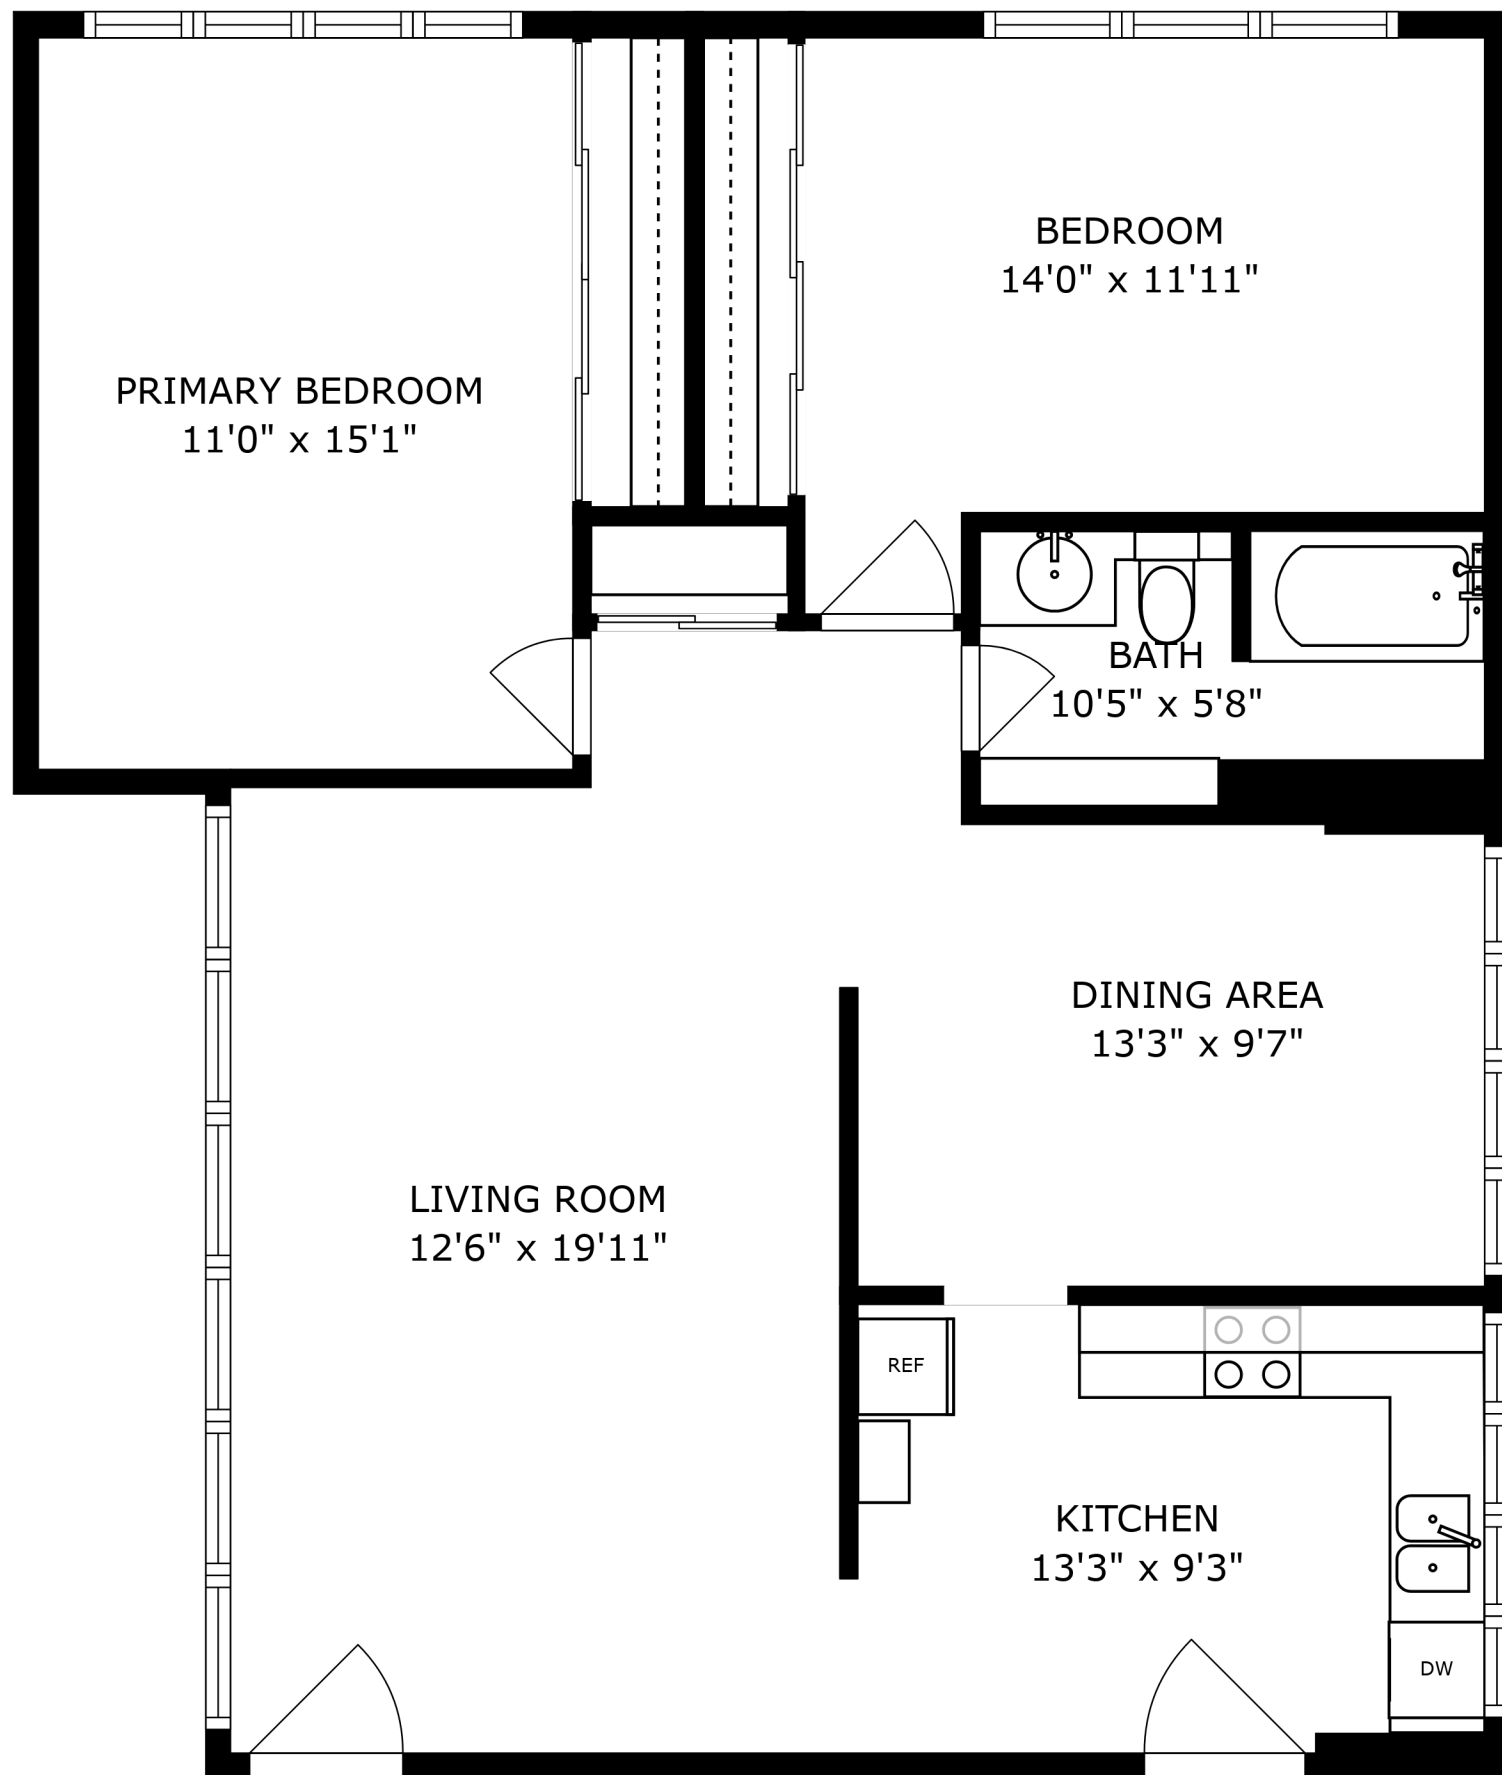 BEDROOM
14'0" x 11'11"
PRIMARY BEDROOM
11'0" x 15'1"
BATH
10'5" x 5'8"
DINING AREA
13'3" x 9'7"
LIVING ROOM
12'6" x 19'11"
REF
KITCHEN
13'3" x 9'3"
DW